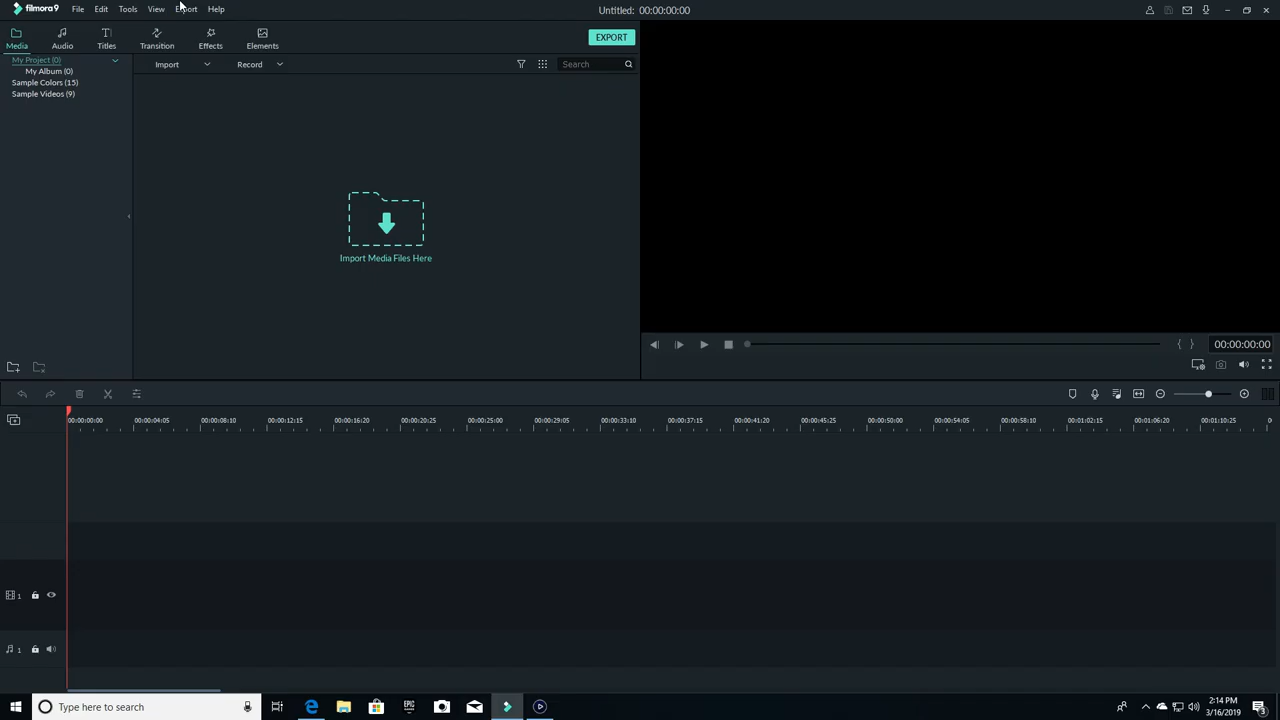 filmora9 File Edit Tools View Export Help Untitled: 00:00:00:00
Media Audio Titles Transition Effects Elements EXPORT
My Project (0)
My Album (0)
Sample Colors (15)
Sample Videos (9)
Import Record Search
Import Media Files Here
00:00:00:00
00:00:00:00 00:00:04:05 00:00:08:10 00:00:12:15 00:00:16:20 00:00:20:25 00:00:25:00 00:00:29:05 00:00:33:10 00:00:37:15 00:00:41:20 00:00:45:25 00:00:50:00 00:00:54:05 00:00:58:10 00:01:02:15 00:01:06:20 00:01:10:25 0
1
1
Type here to search
EPIC
2:14 PM
3/16/2019
3